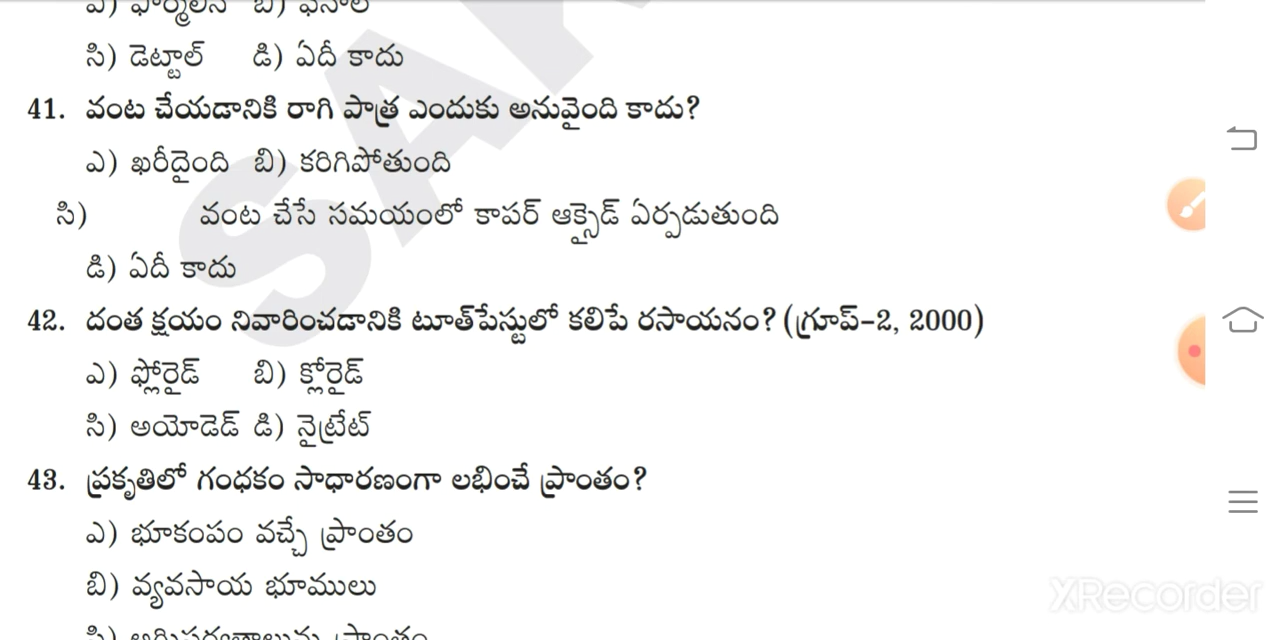 సి) డెట్టాల్ డి) ఏదీ కాదు
41. వంట చేయడానికి రాగి పాత్ర ఎందుకు అనువైంది కాదు?
ఎ) ఖరీదైంది బి) కరిగిపోతుంది
సి) వంట చేసే సమయంలో కాపర్ ఆక్సైడ్ ఏర్పడుతుంది
డి) ఏదీ కాదు
42. దంత క్షయం నివారించడానికి టూత్‌పేస్టులో కలిపే రసాయనం? (గ్రూప్-2, 2000)
ఎ) ఫ్లోరైడ్ బి) క్లోరైడ్
సి) అయోడెడ్ డి) నైట్రేట్
43. ప్రకృతిలో గంధకం సాధారణంగా లభించే ప్రాంతం?
ఎ) భూకంపం వచ్చే ప్రాంతం
బి) వ్యవసాయ భూములు
XRecorder